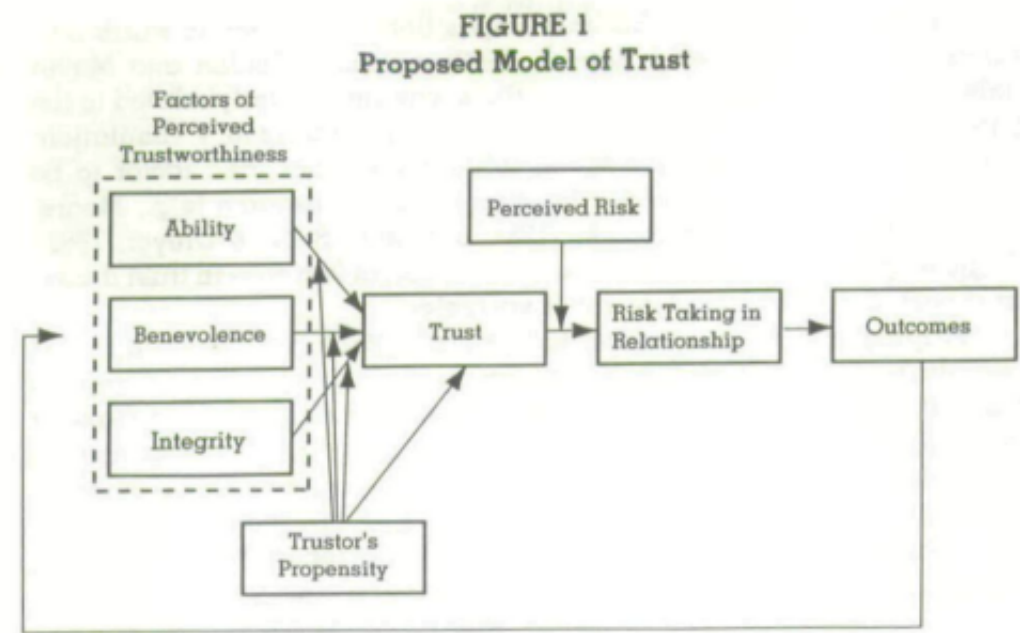 FIGURE 1
Proposed Model of Trust
Factors of
Perceived
Trustworthiness
Ability
Benevolence
Integrity
Trustor's
Propensity
Trust
Perceived Risk
Risk Taking in
Relationship
Outcomes